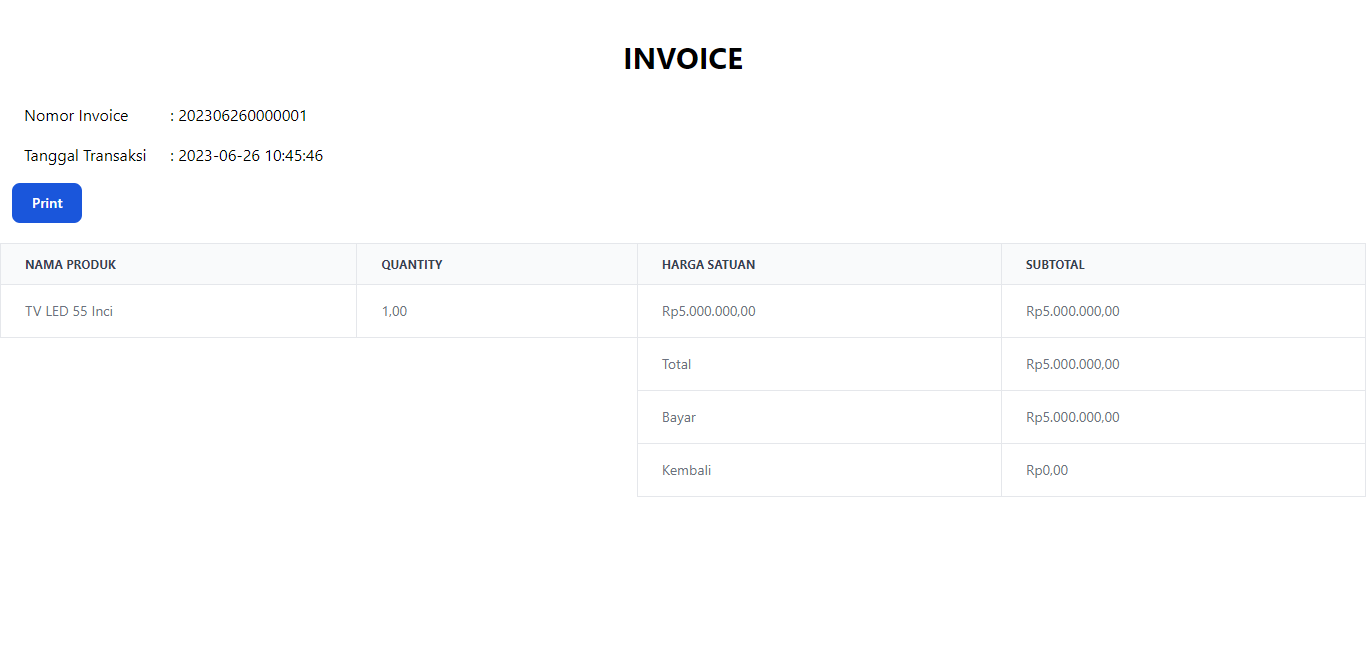 INVOICE
Nomor Invoice : 202306260000001
Tanggal Transaksi : 2023-06-26 10:45:46
Print
NAMA PRODUK QUANTITY HARGA SATUAN SUBTOTAL
TV LED 55 Inci 1,00 Rp5.000.000,00 Rp5.000.000,00
Total Rp5.000.000,00
Bayar Rp5.000.000,00
Kembali Rp0,00